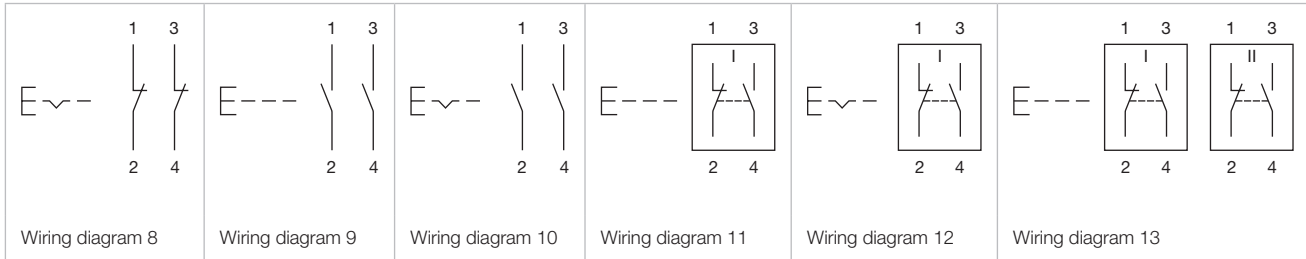 1 3
2 4
Wiring diagram 8
1 3
2 4
Wiring diagram 9
1 3
2 4
Wiring diagram 10
1 3
I
2 4
Wiring diagram 11
1 3
I
2 4
Wiring diagram 12
1 3 1 3
I II
2 4 2 4
Wiring diagram 13